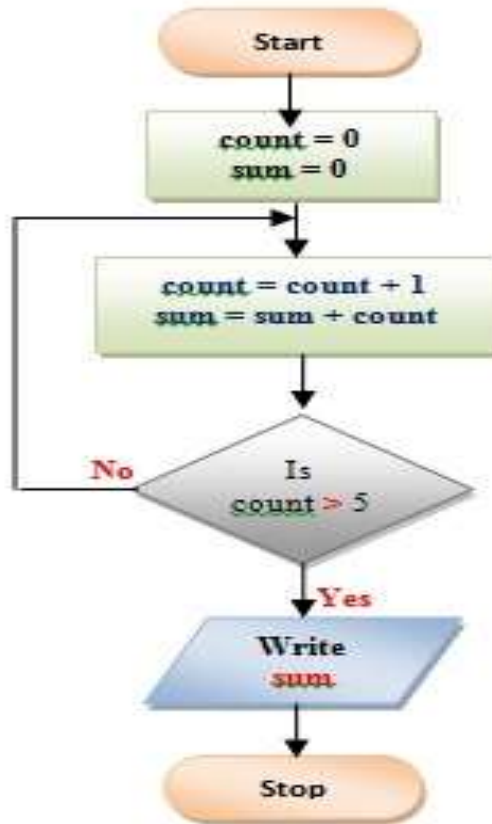 Start
count = 0
sum = 0
count = count + 1
sum = sum + count
Is
count > 5
No
Yes
Write
sum
Stop